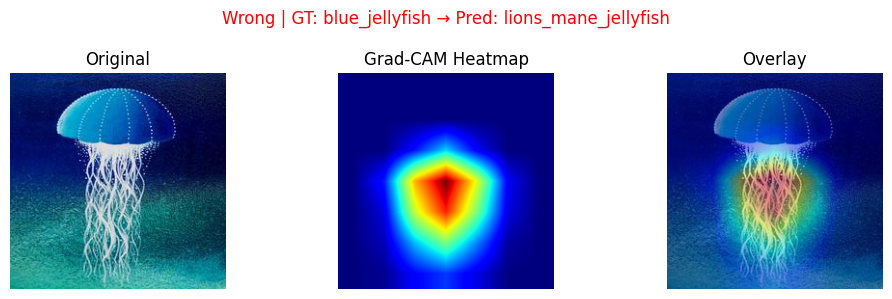 Wrong | GT: blue_jellyfish → Pred: lions_mane_jellyfish
Original
Grad-CAM Heatmap
Overlay